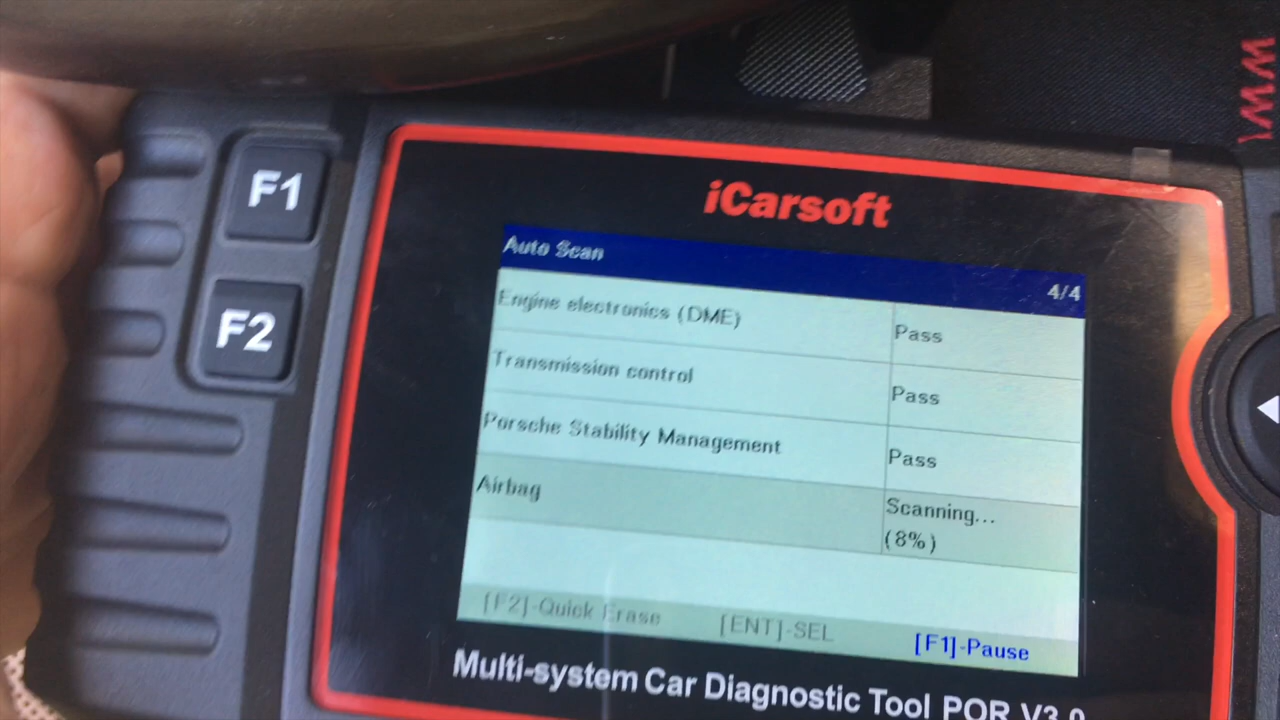 F1
F2
iCarsoft
Auto Scan
4/4
Engine electronics (DME)
Pass
Transmission control
Pass
Porsche Stability Management
Pass
Airbag
Scanning...
(8%)
[F2]-Quick Erase
[ENT]-SEL
[F1]-Pause
Multi-system Car Diagnostic Tool POR V3.0